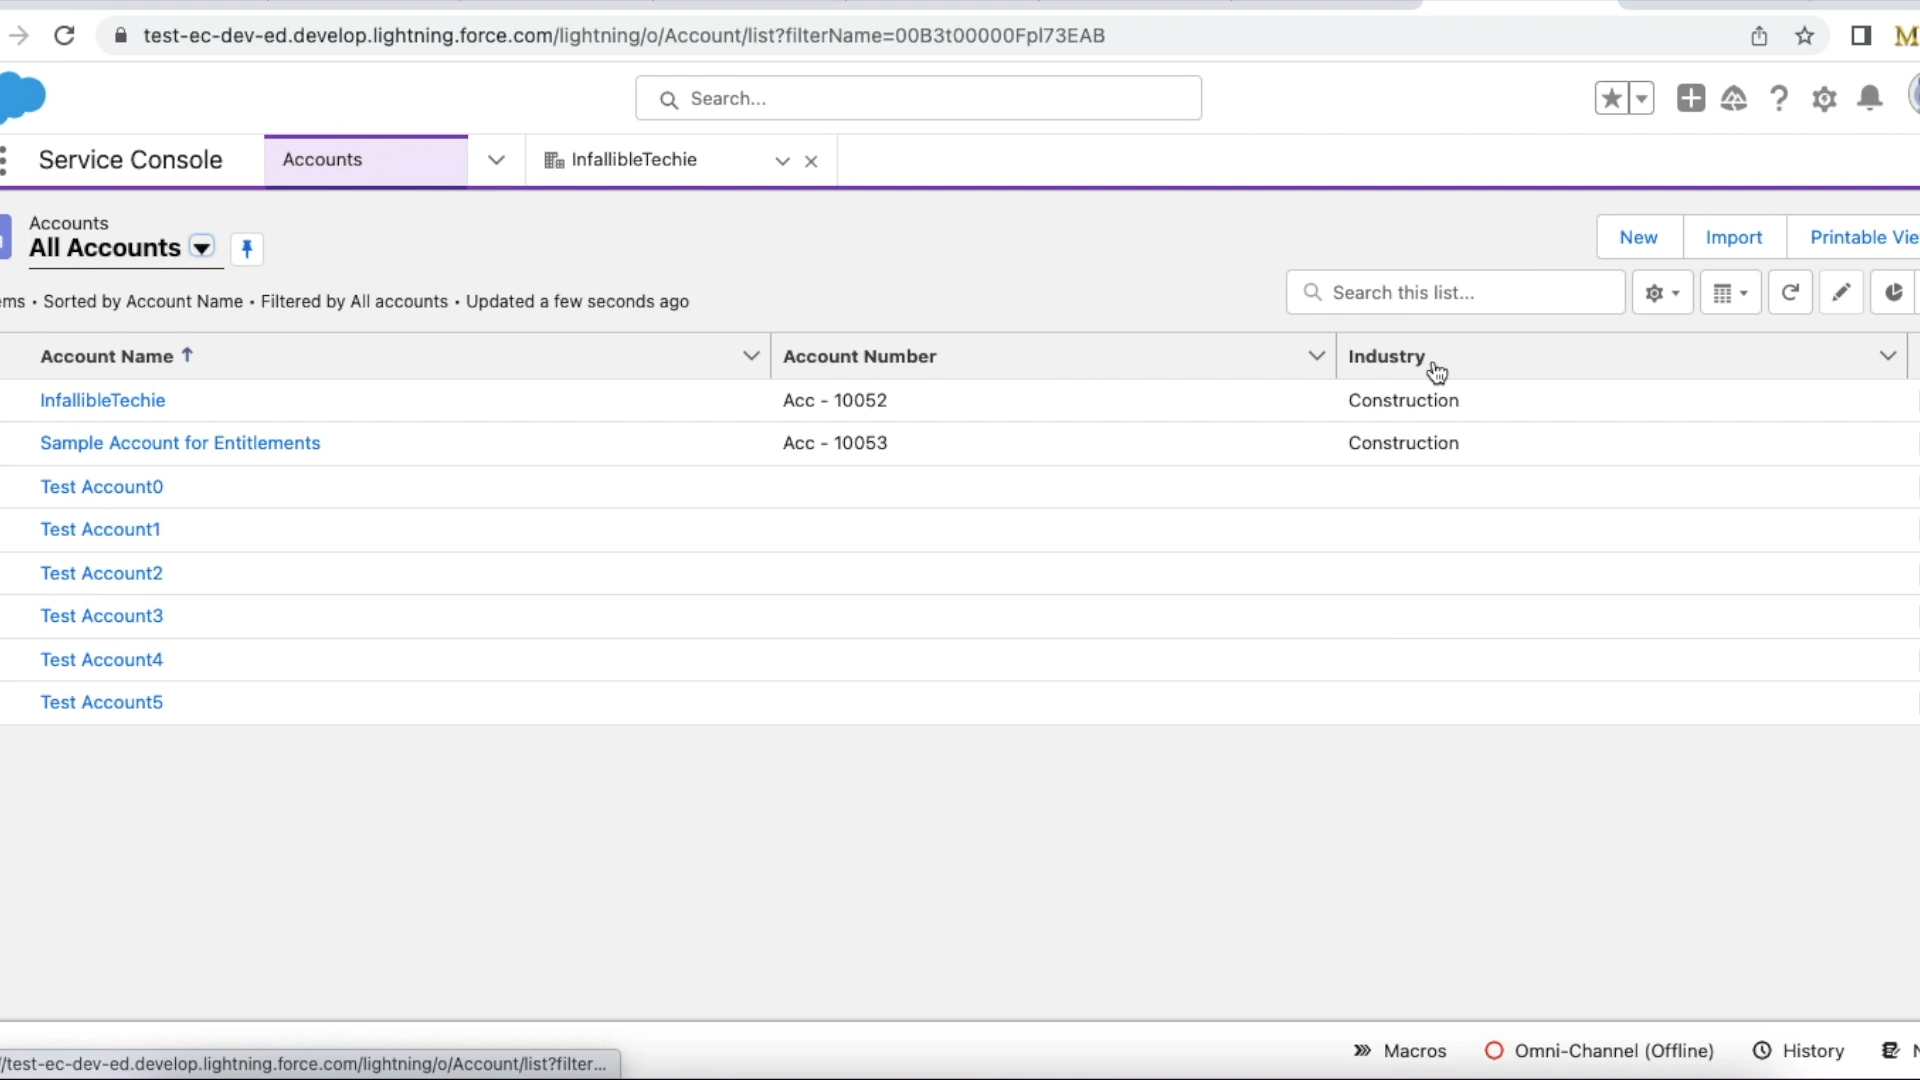 test-ec-dev-ed.develop.lightning.force.com/lightning/o/Account/list?filterName=00B3t00000Fpl73EAB
M
Search...
Service Console
Accounts
InfallibleTechie
Accounts
All Accounts
New
Import
Printable Vie
ems • Sorted by Account Name • Filtered by All accounts • Updated a few seconds ago
Search this list...
Account Name ↑
Account Number
Industry
InfallibleTechie
Acc - 10052
Construction
Sample Account for Entitlements
Acc - 10053
Construction
Test Account0
Test Account1
Test Account2
Test Account3
Test Account4
Test Account5
/test-ec-dev-ed.develop.lightning.force.com/lightning/o/Account/list?filter...
Macros
Omni-Channel (Offline)
History